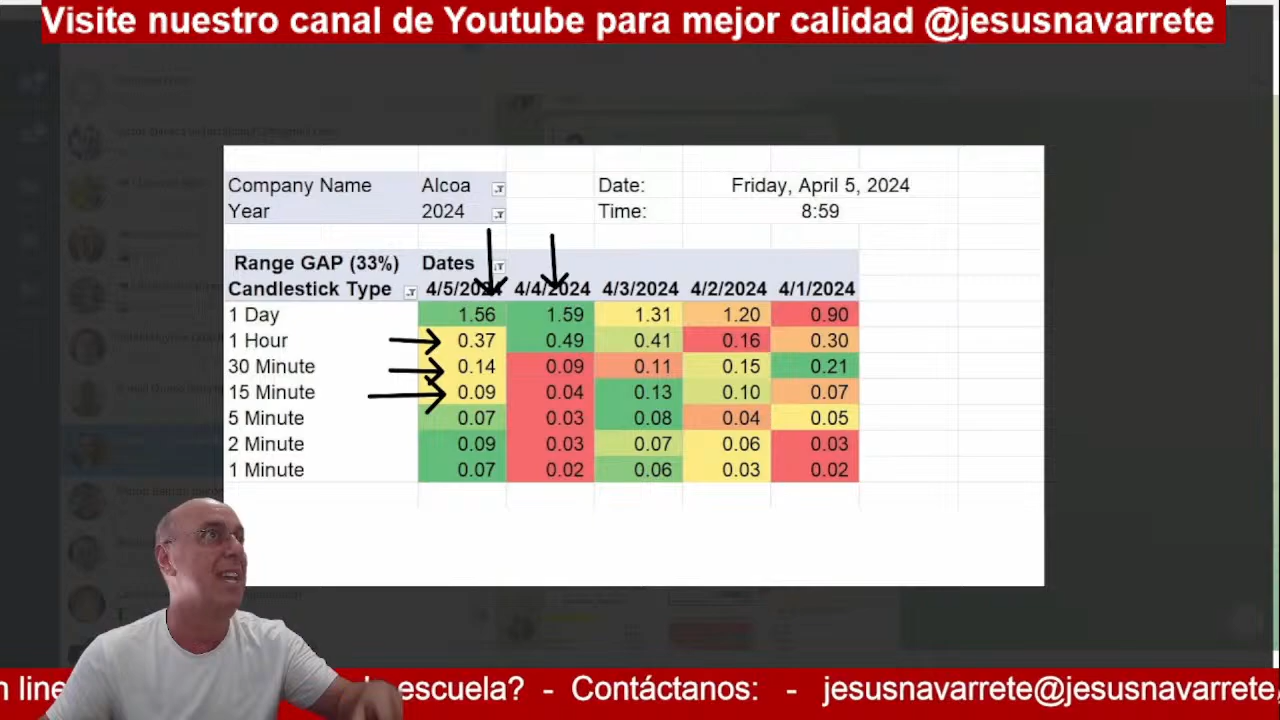 Visite nuestro canal de Youtube para mejor calidad @jesusnavarrete
Company Name Alcoa Date: Friday, April 5, 2024
Year 2024 Time: 8:59
Range GAP (33%) Dates
Candlestick Type 4/5/2024 4/4/2024 4/3/2024 4/2/2024 4/1/2024
1 Day 1.56 1.59 1.31 1.20 0.90
1 Hour 0.37 0.49 0.41 0.16 0.30
30 Minute 0.14 0.09 0.11 0.15 0.21
15 Minute 0.09 0.04 0.13 0.10 0.07
5 Minute 0.07 0.03 0.08 0.04 0.05
2 Minute 0.09 0.03 0.07 0.06 0.03
1 Minute 0.07 0.02 0.06 0.03 0.02
escuela? - Contáctanos: - jesusnavarrete@jesusnavarrete